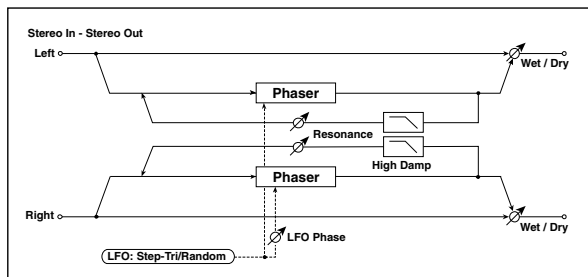 Stereo In - Stereo Out
Left
Wet / Dry
Phaser
Resonance
High Damp
Phaser
Right
Wet / Dry
LFO Phase
LFO: Step-Tri/Random